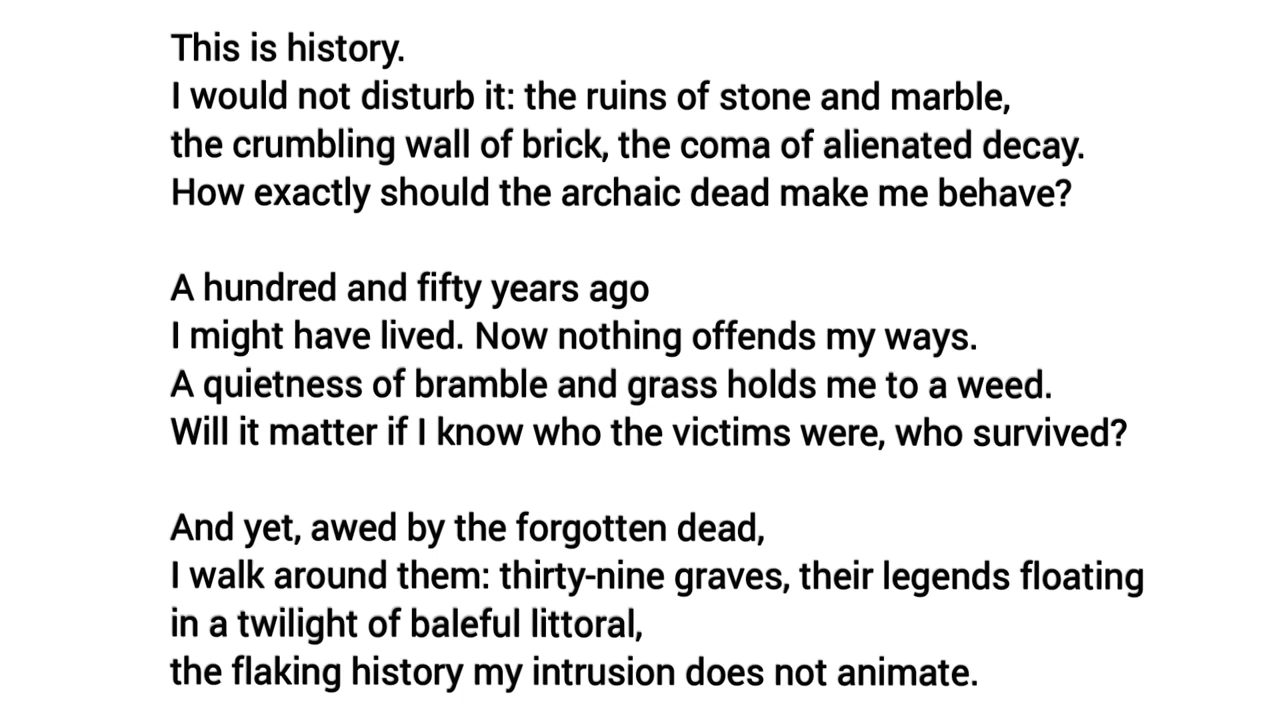 This is history.
I would not disturb it: the ruins of stone and marble,
the crumbling wall of brick, the coma of alienated decay.
How exactly should the archaic dead make me behave?

A hundred and fifty years ago
I might have lived. Now nothing offends my ways.
A quietness of bramble and grass holds me to a weed.
Will it matter if I know who the victims were, who survived?

And yet, awed by the forgotten dead,
I walk around them: thirty-nine graves, their legends floating
in a twilight of baleful littoral,
the flaking history my intrusion does not animate.